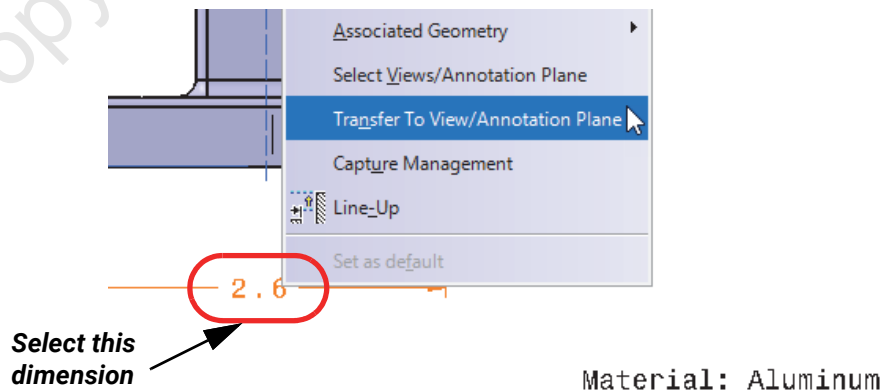 opy
Associated Geometry
Select Views/Annotation Plane
Transfer To View/Annotation Plane
Capture Management
Line-Up
Set as default
2.6
Select this
dimension
Material: Aluminum